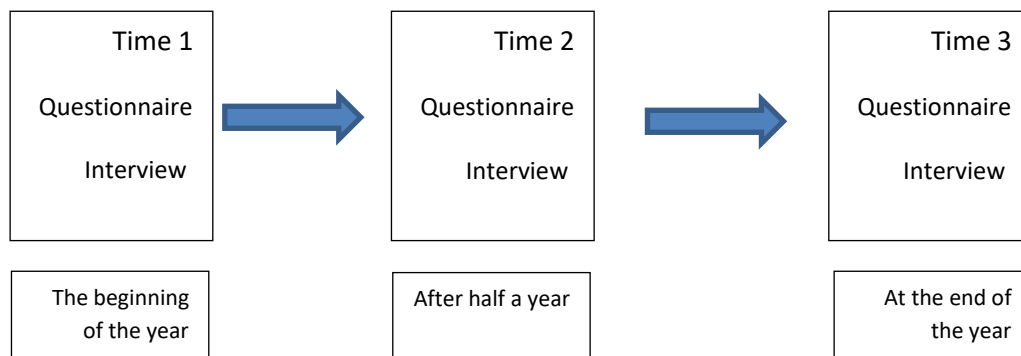 Time 1
Questionnaire
Interview
Time 2
Questionnaire
Interview
Time 3
Questionnaire
Interview
The beginning
of the year
After half a year
At the end of
the year